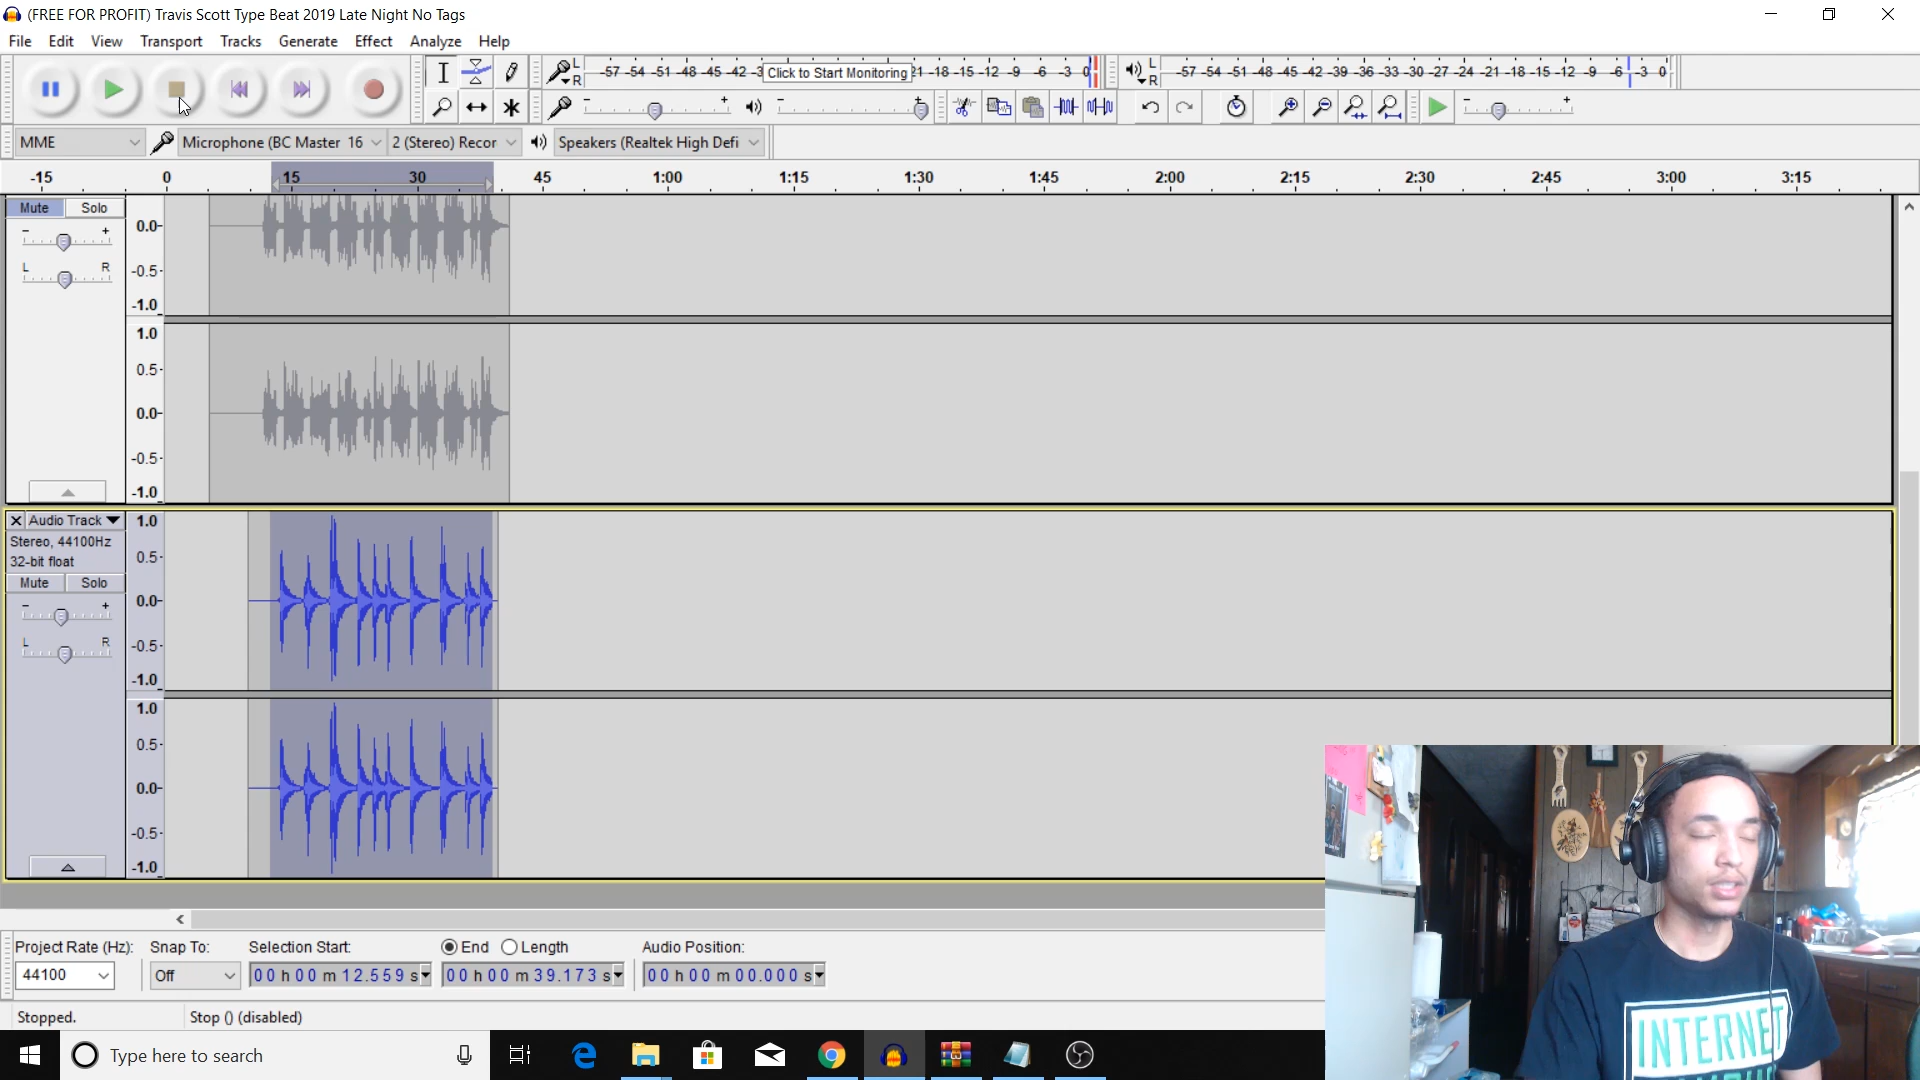 (FREE FOR PROFIT) Travis Scott Type Beat 2019 Late Night No Tags
File Edit View Transport Tracks Generate Effect Analyze Help
L R -57 -54 -51 -48 -45 -42 -3 Click to Start Monitoring 21 -18 -15 -12 -9 -6 -3 0
L R -57 -54 -51 -48 -45 -42 -39 -36 -33 -30 -27 -24 -21 -18 -15 -12 -9 -6 -3 0
MME Microphone (BC Master 16 2 (Stereo) Recor Speakers (Realtek High Defi
-15 0 15 30 45 1:00 1:15 1:30 1:45 2:00 2:15 2:30 2:45 3:00 3:15
Mute Solo
- +
L R
0.0-
-0.5-
-1.0
1.0
0.5-
0.0-
-0.5-
-1.0
X Audio Track
Stereo, 44100Hz
32-bit float
Mute Solo
- +
L R
1.0
0.5-
0.0-
-0.5-
-1.0
1.0
0.5-
0.0-
-0.5-
-1.0
Project Rate (Hz): Snap To: Selection Start: End Length Audio Position:
44100 Off 00 h 00 m 12.559 s 00 h 00 m 39.173 s 00 h 00 m 00.000 s
Stopped. Stop () (disabled)
Type here to search
INTERNET